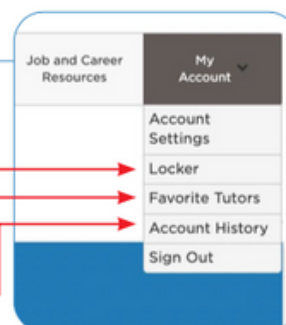 Job and Career
Resources
My
Account
Account
Settings
Locker
Favorite Tutors
Account History
Sign Out